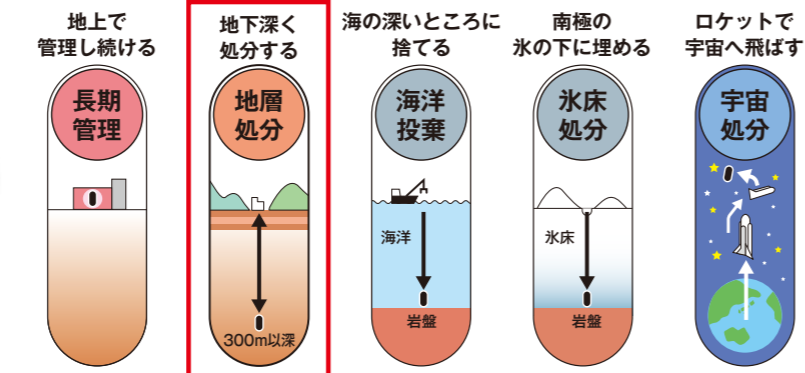 地上で
管理し続ける
長期
管理
地下深く
処分する
地層
処分
300m以深
海の深いところに
捨てる
海洋
投棄
海洋
岩盤
南極の
氷の下に埋める
氷床
処分
氷床
岩盤
ロケットで
宇宙へ飛ばす
宇宙
処分